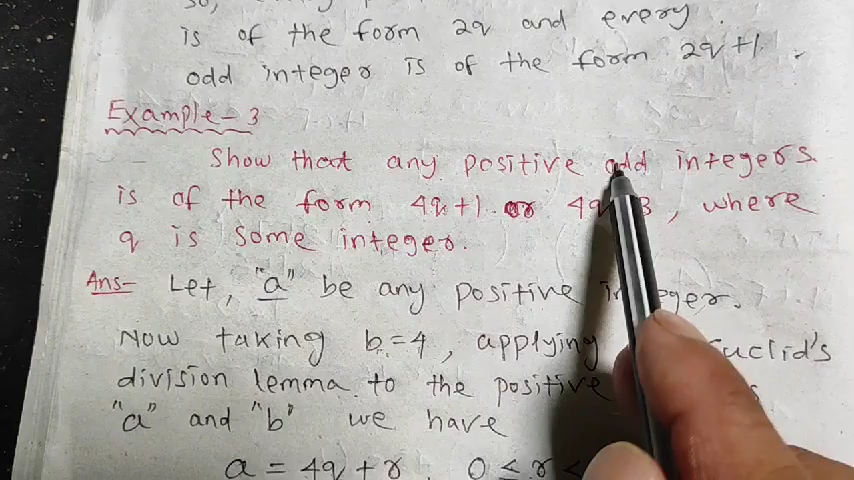 is of the form 2q and every
odd integer is of the form 2q+1.
Example-3
Show that any positive odd integers
is of the form 4q+1 or 4q 3, where
q is some integer.
Ans- Let, "a" be any positive integer.
Now taking b=4, applying Euclid's
division lemma to the positive
"a" and "b" we have
a = 4q + r, 0 ≤ r <